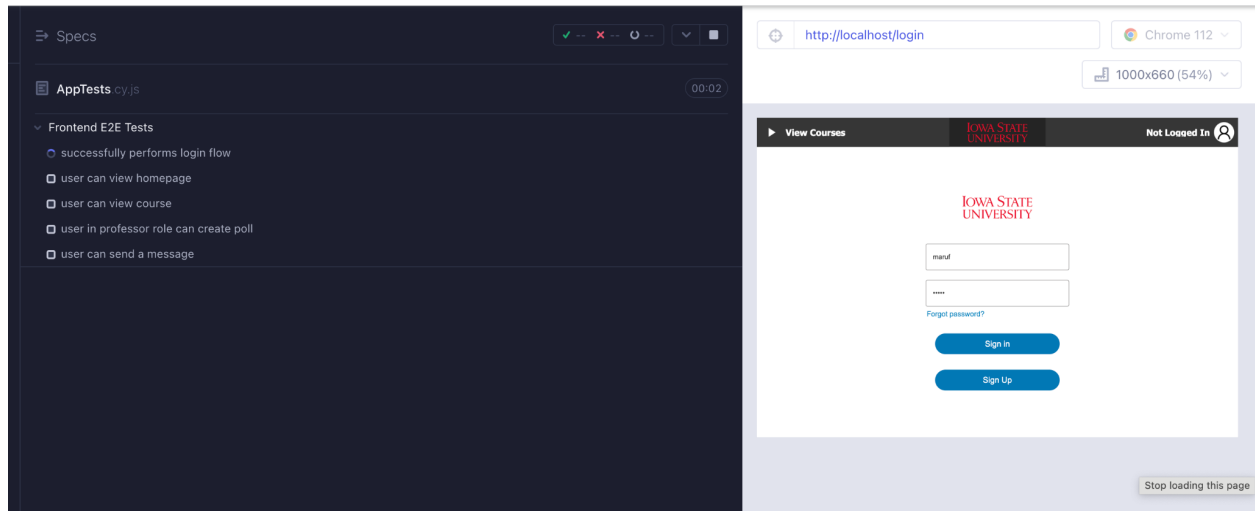 Specs
-- -- --
AppTests.cy.js
00:02
Frontend E2E Tests
successfully performs login flow
user can view homepage
user can view course
user in professor role can create poll
user can send a message
http://localhost/login
Chrome 112
1000x660 (54%)
View Courses
IOWA STATE
UNIVERSITY
Not Logged In
IOWA STATE
UNIVERSITY
maruf
•••••
Forgot password?
Sign in
Sign Up
Stop loading this page